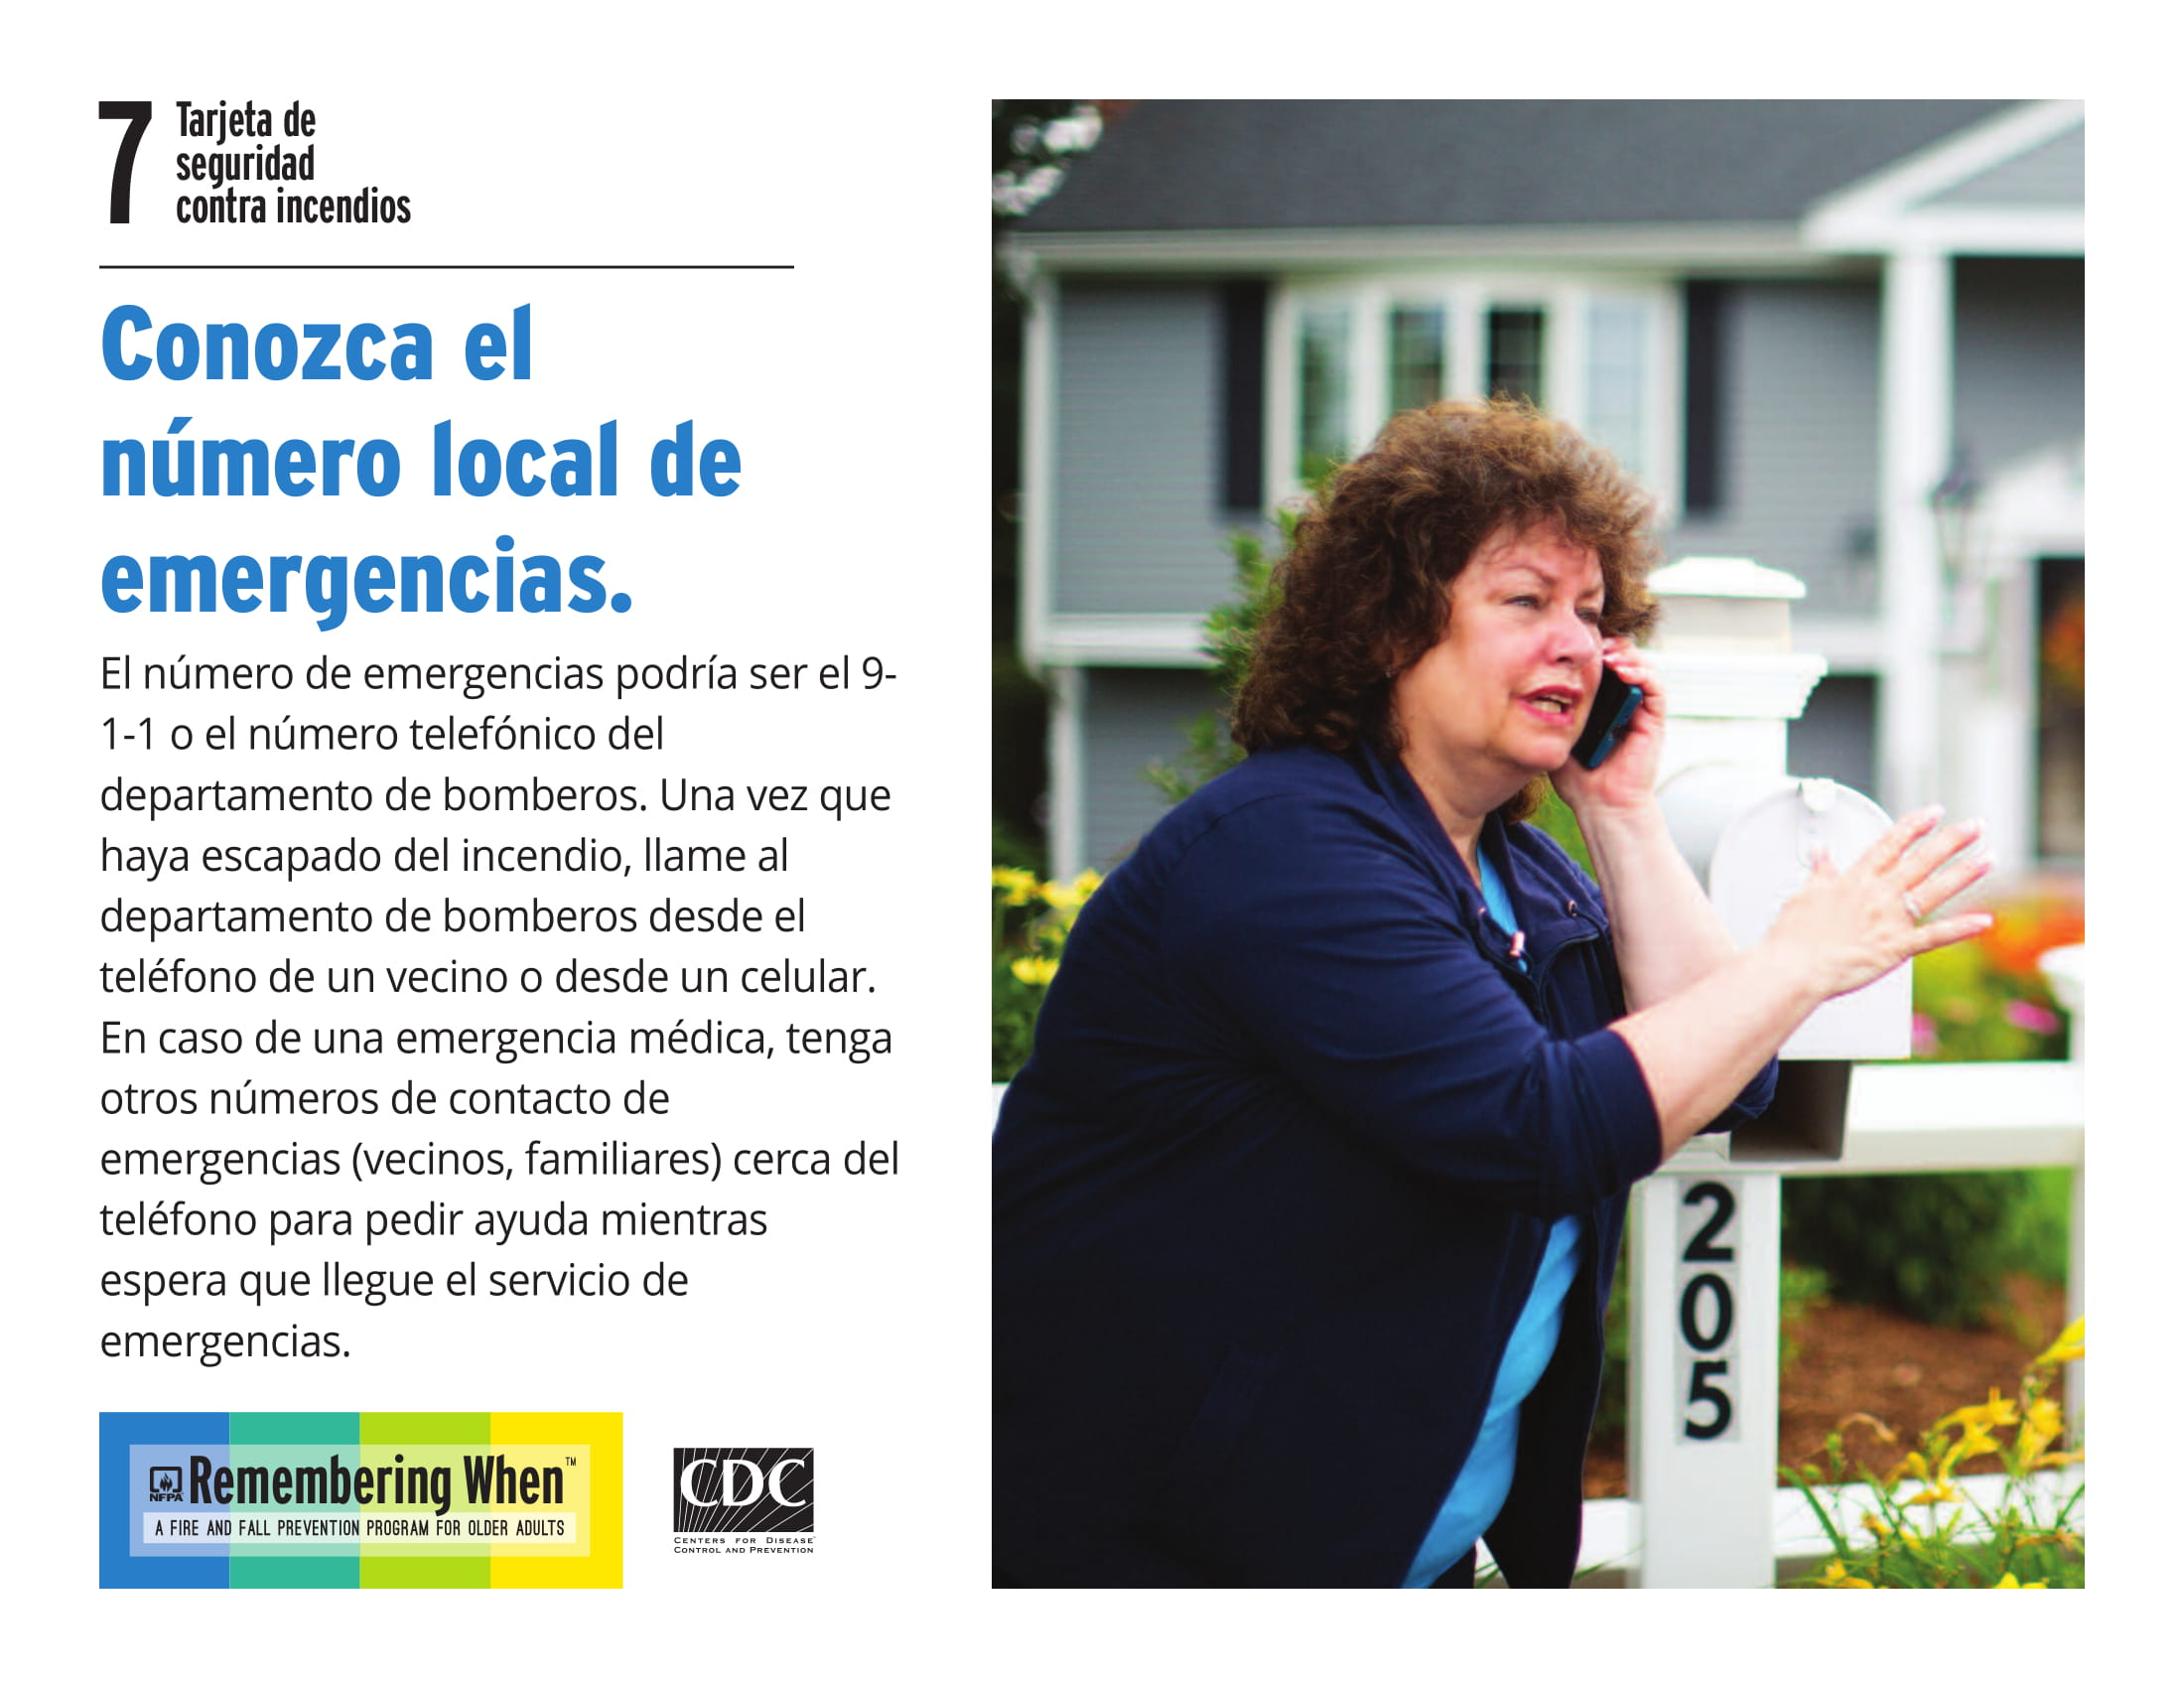 7
Tarjeta de
seguridad
contra incendios
Conozca el
número local de
emergencias.
El número de emergencias podría ser el 9-
1-1 o el número telefónico del
departamento de bomberos. Una vez que
haya escapado del incendio, llame al
departamento de bomberos desde el
teléfono de un vecino o desde un celular.
En caso de una emergencia médica, tenga
otros números de contacto de
emergencias (vecinos, familiares) cerca del
teléfono para pedir ayuda mientras
espera que llegue el servicio de
emergencias.
NFPA Remembering When™
A FIRE AND FALL PREVENTION PROGRAM FOR OLDER ADULTS
CDC
CENTERS FOR DISEASE
CONTROL AND PREVENTION
2
0
5